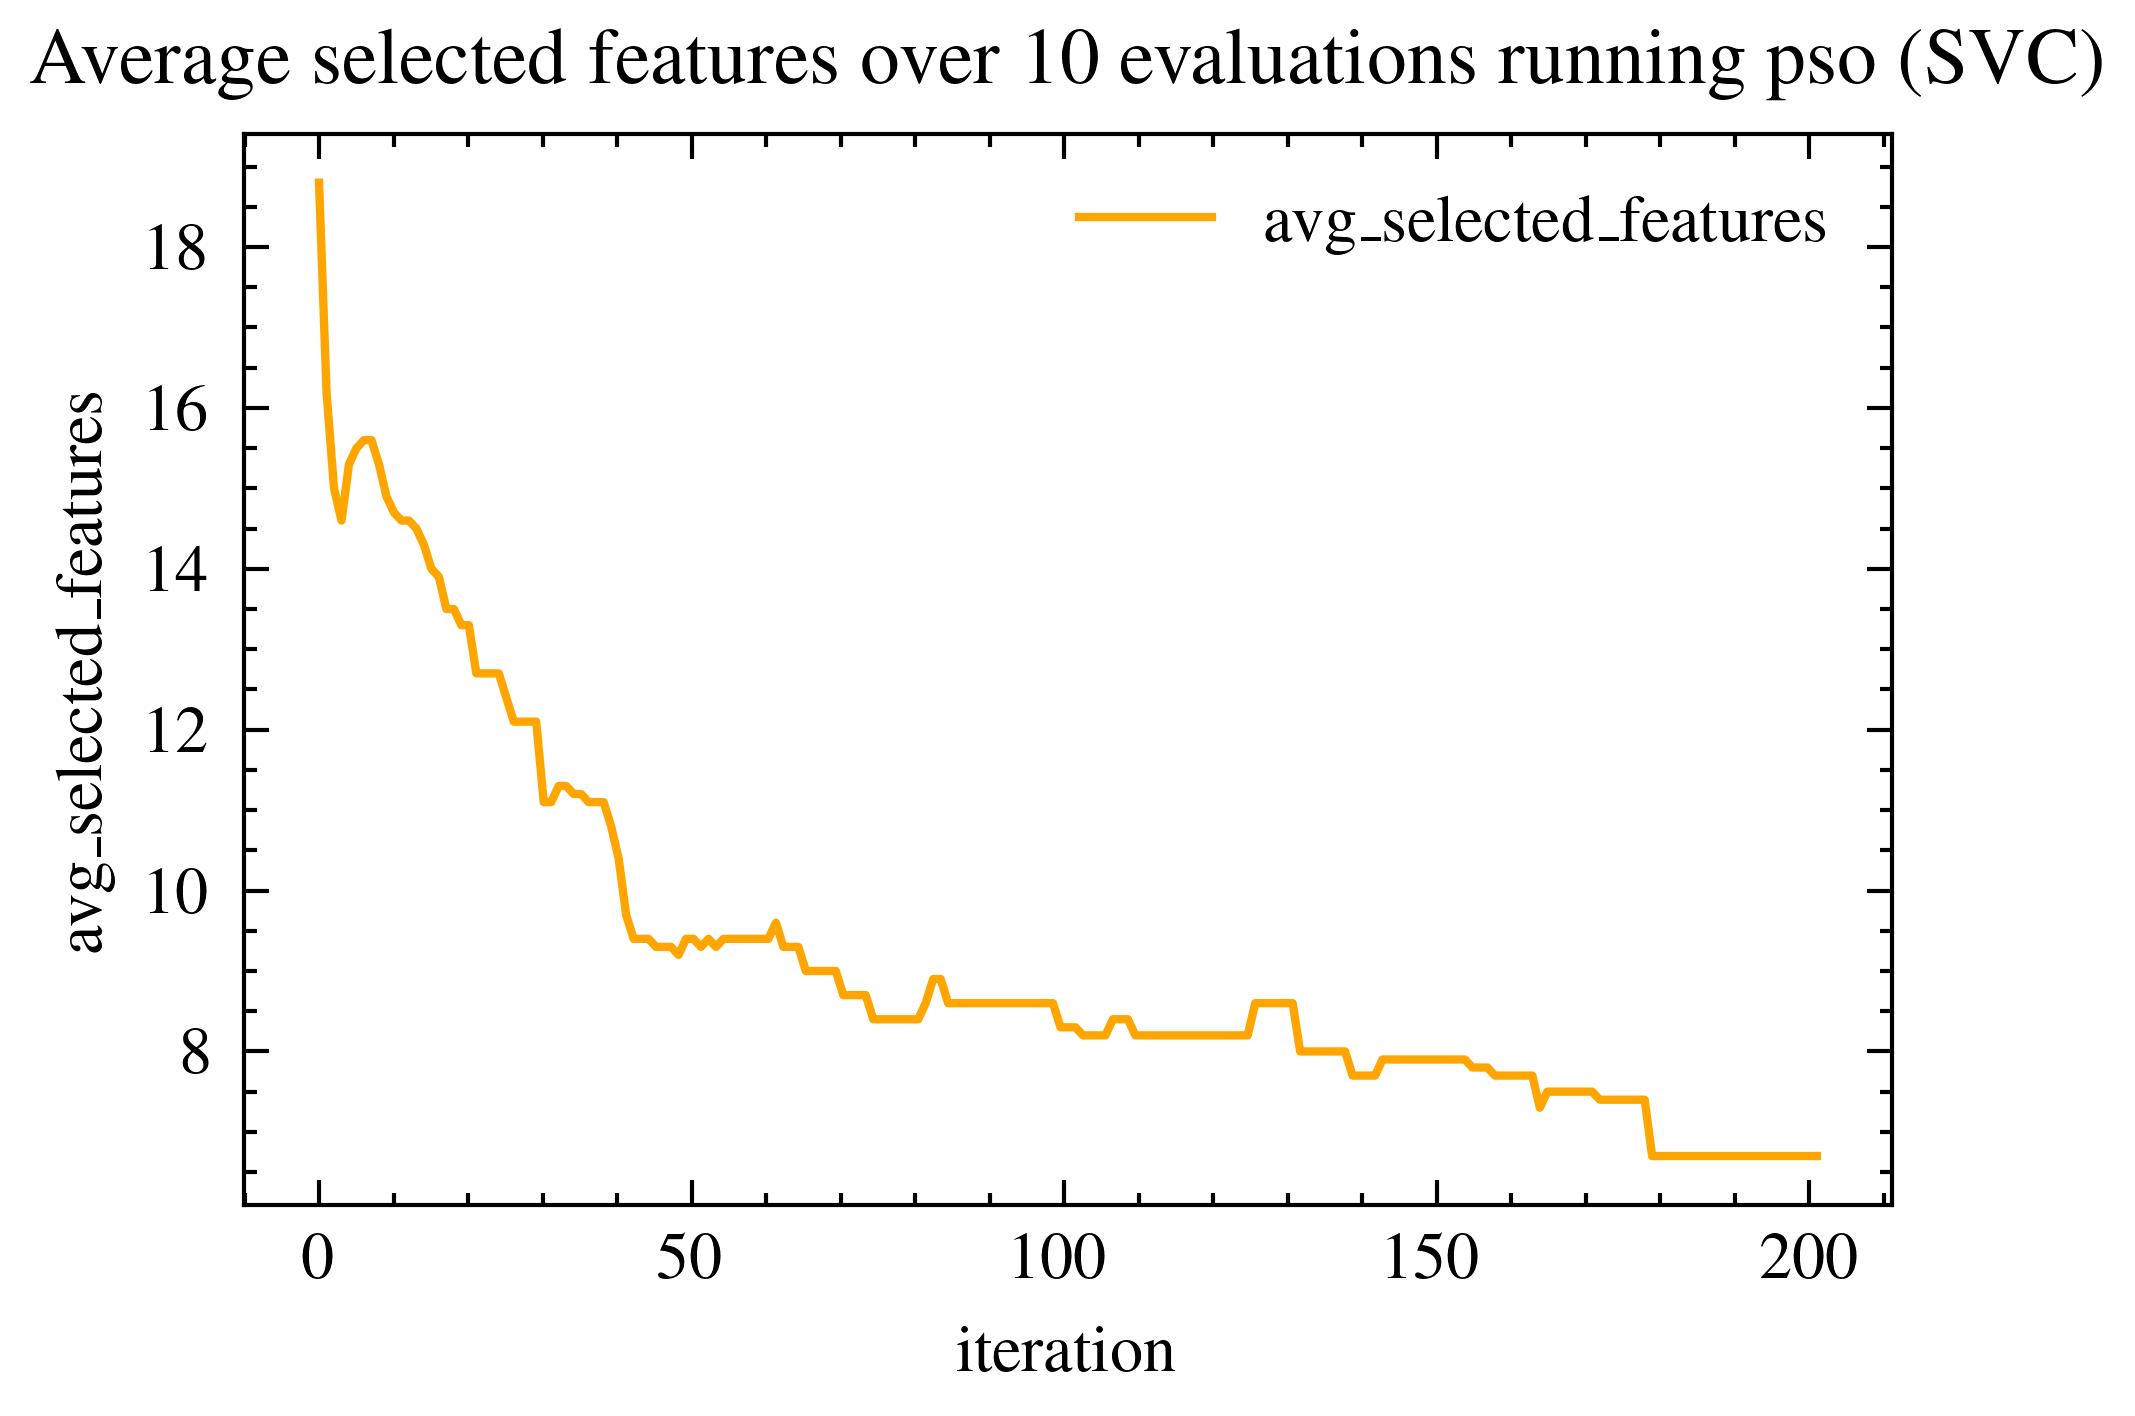 Average selected features over 10 evaluations running pso (SVC)
avg_selected_features
18
16
14
12
10
8
avg_selected_features
0 50 100 150 200
iteration